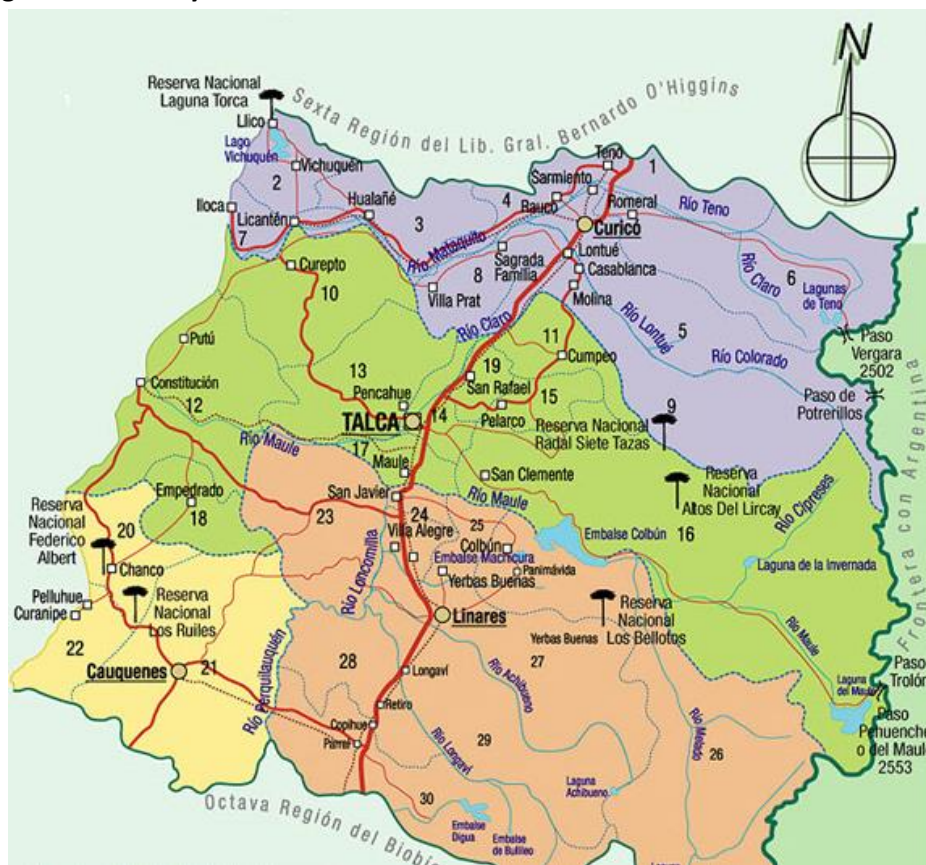 N
Sexta Región del Lib. Gral. Bernardo O'Higgins
Reserva Nacional
Laguna Torca
Llico
Lago
Vichuquén
Vichuquén
2
Iloca
7
Licantén
Hualañé
3
4
Teno
1
Sarmiento
Rauco
Romeral
Río Teno
Curicó
Río Mataquito
Lontué
Sagrada
Familia
Casablanca
8
Villa Prat
Molina
Río Claro
6
Lagunas
de Teno
Río Claro
Río Lontué
5
Río Colorado
Paso
Vergara
2502
Curepto
10
Putú
11
Cumpeo
Constitución
12
13
Pencahue
19
San Rafael
15
Pelarco
Paso de
Potrerillos
TALCA
14
Reserva
Nacional
Radal Siete Tazas
9
Río Maule
17
Maule
San Clemente
Reserva
Nacional
Altos Del Lircay
Río Cipreses
Frontera con Argentina
Reserva
Nacional
Federico
Albert
20
Empedrado
18
San Javier
23
24
Río Maule
25
Villa Alegre
Colbún
Embalse Colbún
16
Embalse Machicura
Panimávida
Laguna de la Invernada
Chanco
Río Loncomilla
Yerbas Buenas
Pelluhue
Curanipe
Reserva
Nacional
Los Ruiles
Linares
Reserva
Nacional
Los Bellotos
Yerbas Buenas
27
Río Maule
22
Cauquenes
21
Río Perquilauquén
28
Longaví
Río Achibueno
Retiro
Copihue
Parral
29
Río Longaví
Río Melado
26
Laguna
del Maule
Paso
Trolón
Paso
Pehuenche
o del Maule
2553
Laguna
Achibueno
30
Embalse
Digua
Embalse
de Bullileo
Laguna
Octava Región del Biobío